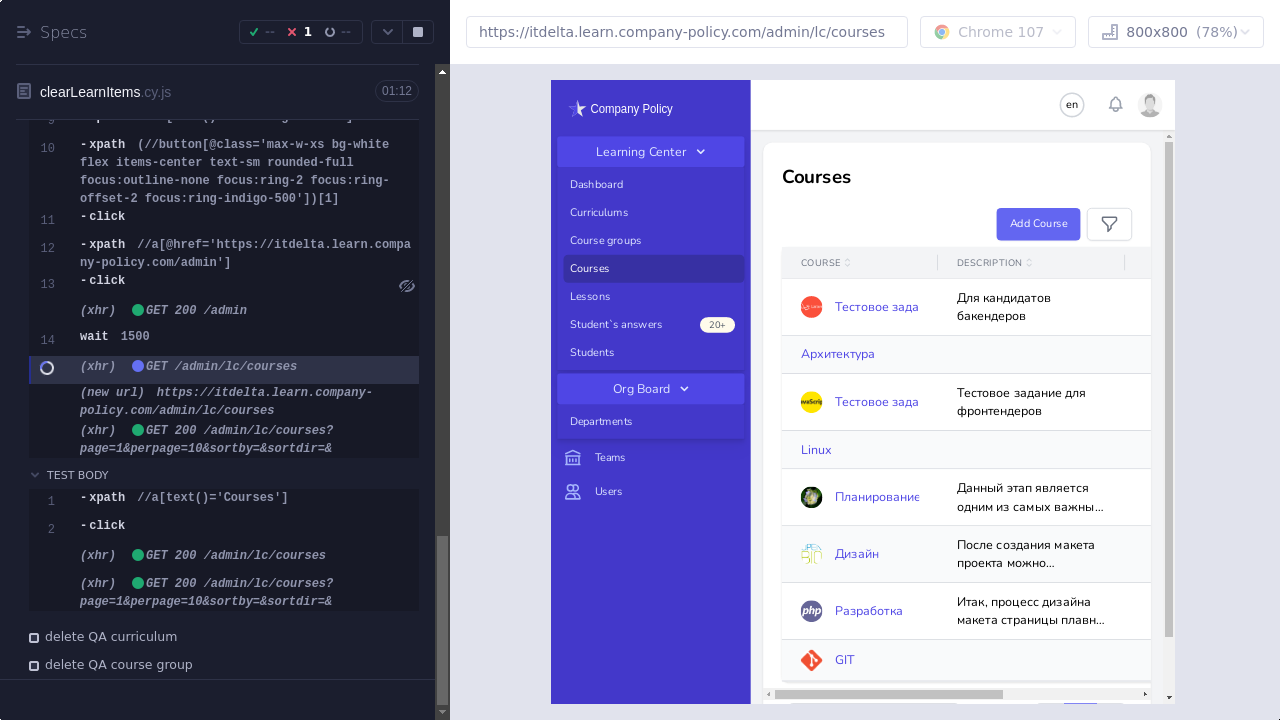 Specs
--
1
--
https://itdelta.learn.company-policy.com/admin/lc/courses
Chrome 107
800x800 (78%)
clearLearnItems.cy.js
01:12
9
10
-xpath (//button[@class='max-w-xs bg-white
flex items-center text-sm rounded-full
focus:outline-none focus:ring-2 focus:ring-
offset-2 focus:ring-indigo-500'])[1]
11
-click
12
-xpath //a[@href='https://itdelta.learn.compa
ny-policy.com/admin']
13
-click
(xhr) GET 200 /admin
14
wait 1500
(xhr) GET /admin/lc/courses
(new url) https://itdelta.learn.company-
policy.com/admin/lc/courses
(xhr) GET 200 /admin/lc/courses?
page=1&perpage=10&sortby=&sortdir=&
TEST BODY
1
-xpath //a[text()='Courses']
2
-click
(xhr) GET 200 /admin/lc/courses
(xhr) GET 200 /admin/lc/courses?
page=1&perpage=10&sortby=&sortdir=&
delete QA curriculum
delete QA course group
Company Policy
Learning Center
Dashboard
Curriculums
Course groups
Courses
Lessons
Student`s answers
20+
Students
Org Board
Departments
Teams
Users
en
Courses
Add Course
COURSE
DESCRIPTION
Тестовое зада
Для кандидатов
бакендеров
Архитектура
Тестовое зада
Тестовое задание для
фронтендеров
Linux
Планирование
Данный этап является
одним из самых важны...
Дизайн
После создания макета
проекта можно...
php
Разработка
Итак, процесс дизайна
макета страницы плавн...
GIT